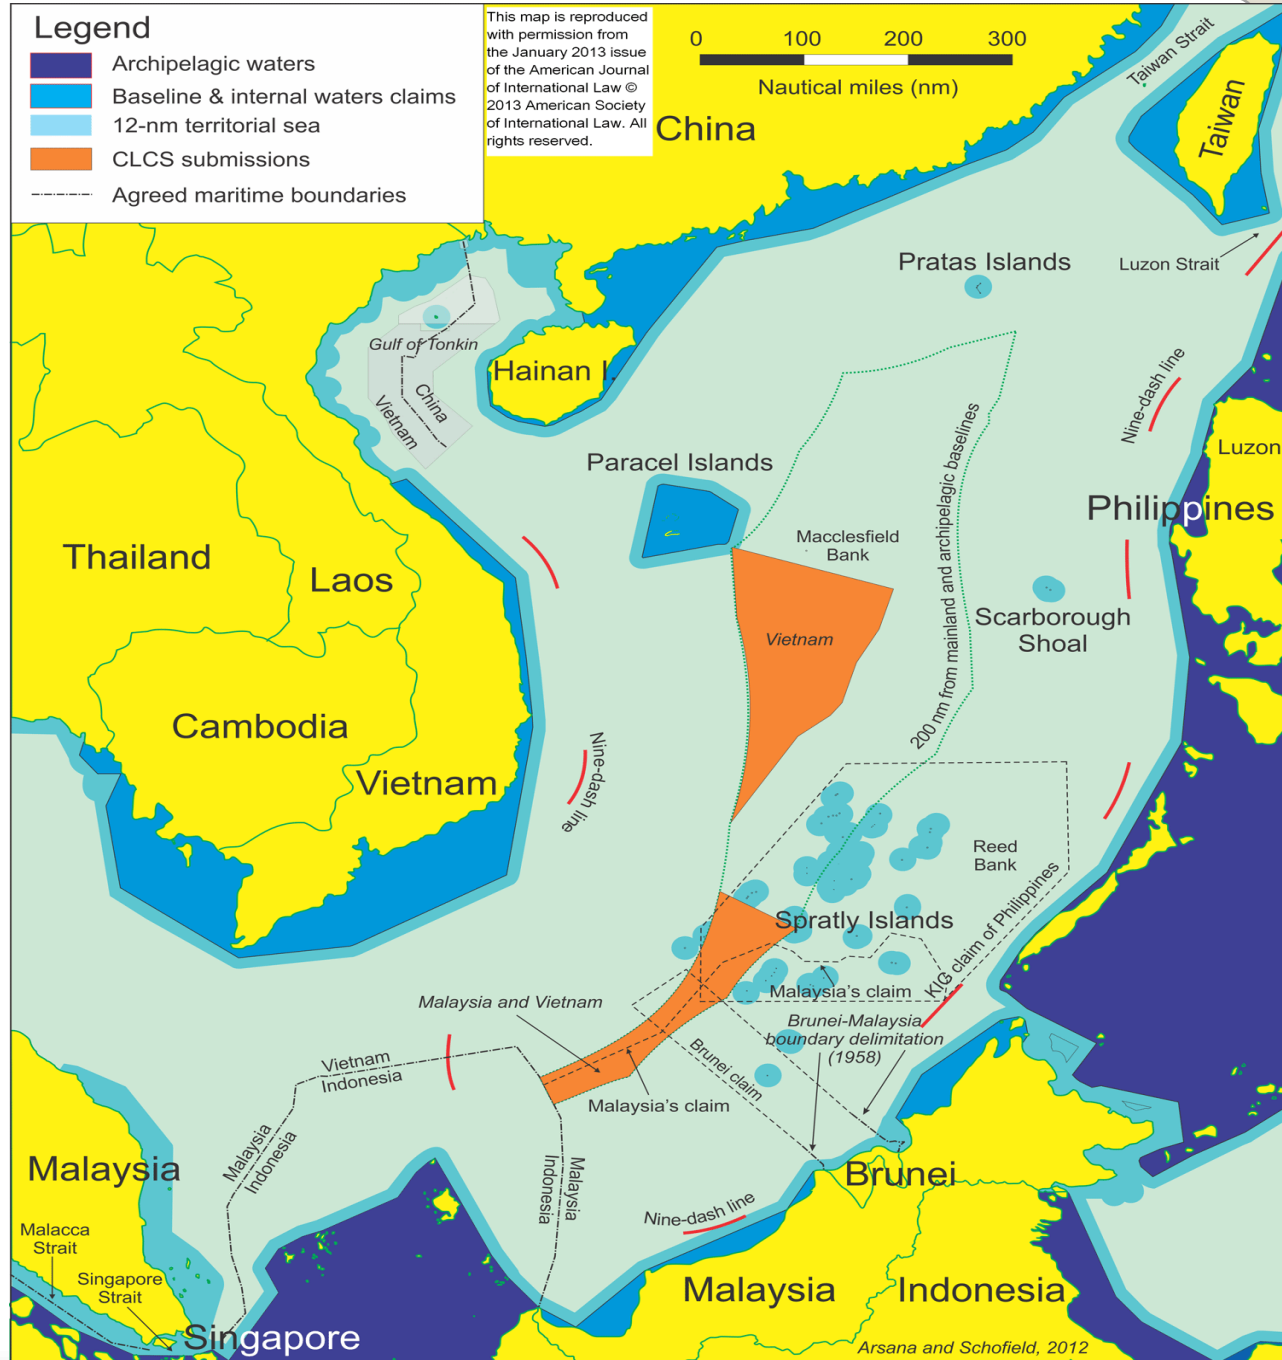 Legend
Archipelagic waters
Baseline & internal waters claims
12-nm territorial sea
CLCS submissions
Agreed maritime boundaries
This map is reproduced
with permission from
the January 2013 issue
of the American Journal
of International Law ©
2013 American Society
of International Law. All
rights reserved.
0 100 200 300
Nautical miles (nm)
China
Taiwan Strait
Taiwan
Luzon Strait
Pratas Islands
Gulf of Tonkin
China
Vietnam
Hainan I.
Nine-dash line
Luzon
Paracel Islands
Philippines
Macclesfield
Bank
200 nm from mainland and archipelagic baselines
Thailand
Laos
Scarborough
Shoal
Vietnam
Cambodia
Vietnam
Nine-dash line
Reed
Bank
Spratly Islands
KIG claim of Philippines
Malaysia's claim
Malaysia and Vietnam
Brunei-Malaysia
boundary delimitation
(1958)
Vietnam
Indonesia
Brunei claim
Malaysia's claim
Malaysia
Indonesia
Malaysia
Indonesia
Malaysia
Brunei
Nine-dash line
Malacca
Strait
Singapore
Strait
Malaysia
Indonesia
Singapore
Arsana and Schofield, 2012